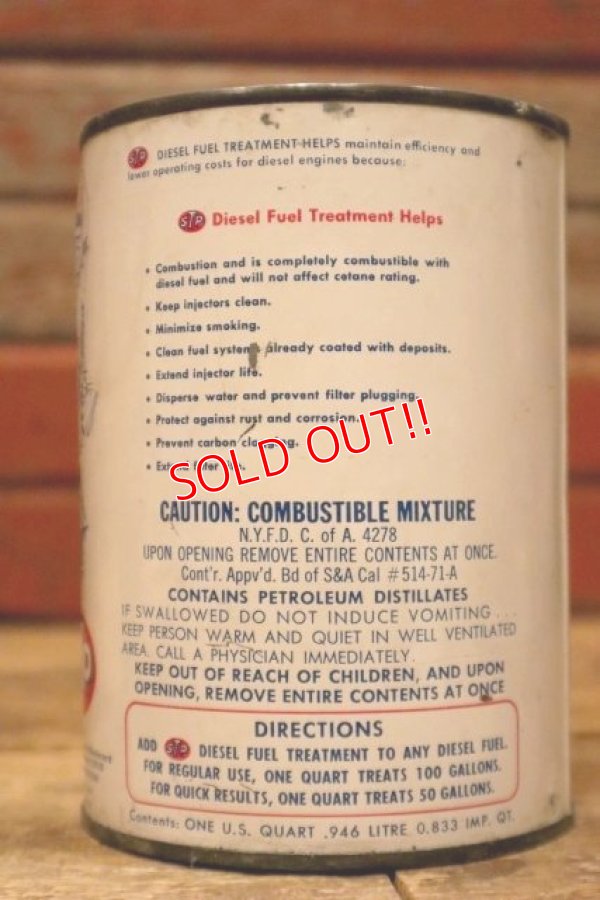 STP DIESEL FUEL TREATMENT HELPS maintain efficiency and
lower operating costs for diesel engines because:
STP Diesel Fuel Treatment Helps
• Combustion and is completely combustible with
diesel fuel and will not affect cetane rating.
• Keep injectors clean.
• Minimize smoking.
• Clean fuel systems already coated with deposits.
• Extend injector life.
• Disperse water and prevent filter plugging.
• Protect against rust and corrosion.
• Prevent carbon clogging.
• Extend filter life.
SOLD OUT!!
CAUTION: COMBUSTIBLE MIXTURE
N.Y.F.D. C. of A. 4278
UPON OPENING REMOVE ENTIRE CONTENTS AT ONCE.
Cont'r. Appv'd. Bd of S&A Cal #514-71-A
CONTAINS PETROLEUM DISTILLATES
IF SWALLOWED DO NOT INDUCE VOMITING...
KEEP PERSON WARM AND QUIET IN WELL VENTILATED
AREA. CALL A PHYSICIAN IMMEDIATELY.
KEEP OUT OF REACH OF CHILDREN, AND UPON
OPENING, REMOVE ENTIRE CONTENTS AT ONCE
DIRECTIONS
ADD STP DIESEL FUEL TREATMENT TO ANY DIESEL FUEL.
FOR REGULAR USE, ONE QUART TREATS 100 GALLONS.
FOR QUICK RESULTS, ONE QUART TREATS 50 GALLONS.
Contents: ONE U.S. QUART .946 LITRE 0.833 IMP. QT.